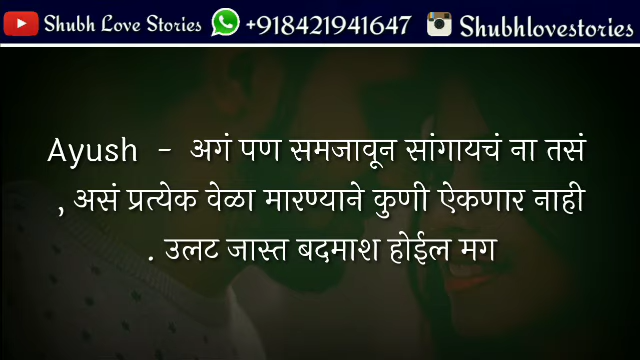 Shubh Love Stories +918421941647 Shubhlovestories
Ayush - अगं पण समजावून सांगायचं ना तसं
, असं प्रत्येक वेळा मारण्याने कुणी ऐकणार नाही
. उलट जास्त बदमाश होईल मग